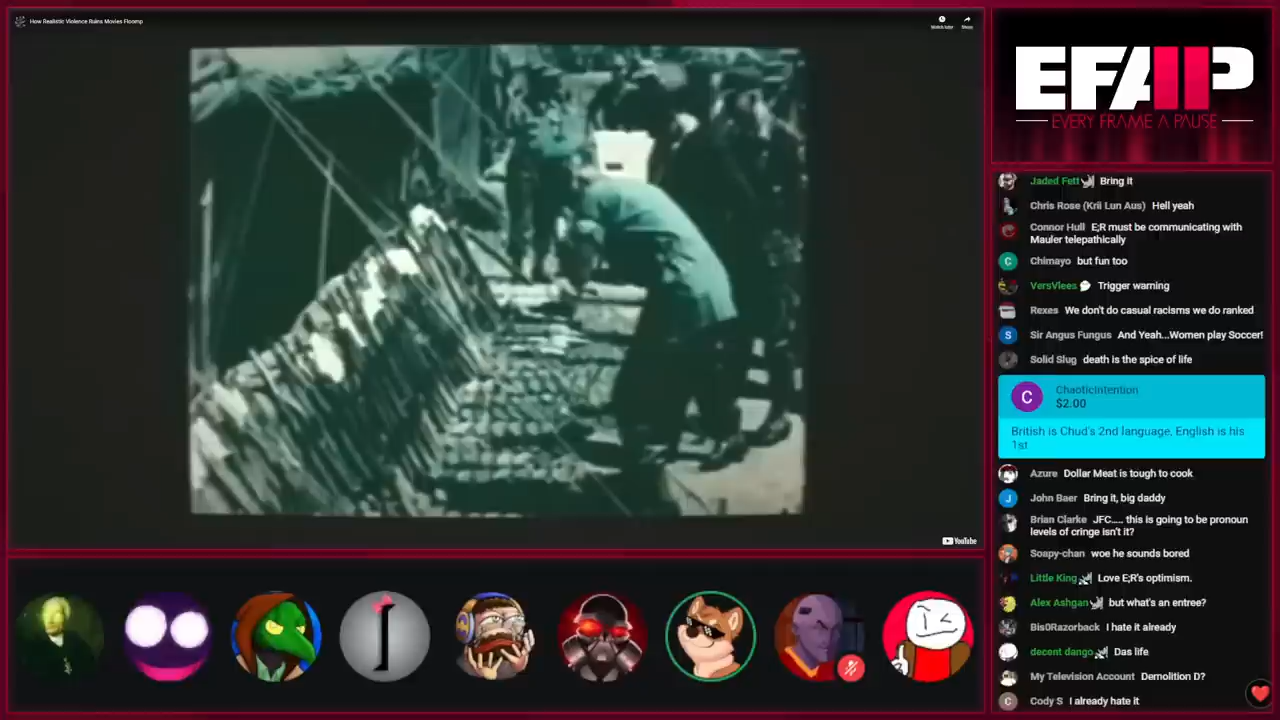 How Realistic Violence Ruins Movies Floomp
Watch later
Share
YouTube
EFAP
EVERY FRAME A PAUSE
Jaded Fett Bring it
Chris Rose (Krii Lun Aus) Hell yeah
Connor Hull E;R must be communicating with
Mauler telepathically
C Chimayo but fun too
VersVlees Trigger warning
Rexes We don't do casual racisms we do ranked
S Sir Angus Fungus And Yeah...Women play Soccer!
Solid Slug death is the spice of life
C ChaoticIntention
$2.00
British is Chud's 2nd language, English is his
1st
Azure Dollar Meat is tough to cook
J John Baer Bring it, big daddy
Brian Clarke JFC..... this is going to be pronoun
levels of cringe isn't it?
Soapy-chan woe he sounds bored
Little King Love E;R's optimism.
Alex Ashgan but what's an entree?
Bis0Razorback I hate it already
decent dango Das life
My Television Account Demolition D?
C Cody S I already hate it